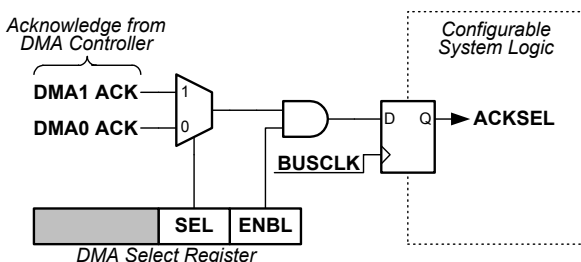 Acknowledge from
DMA Controller
Configurable
System Logic
DMA1 ACK
1
DMA0 ACK
0
D
Q
ACKSEL
BUSCLK
SEL
ENBL
DMA Select Register